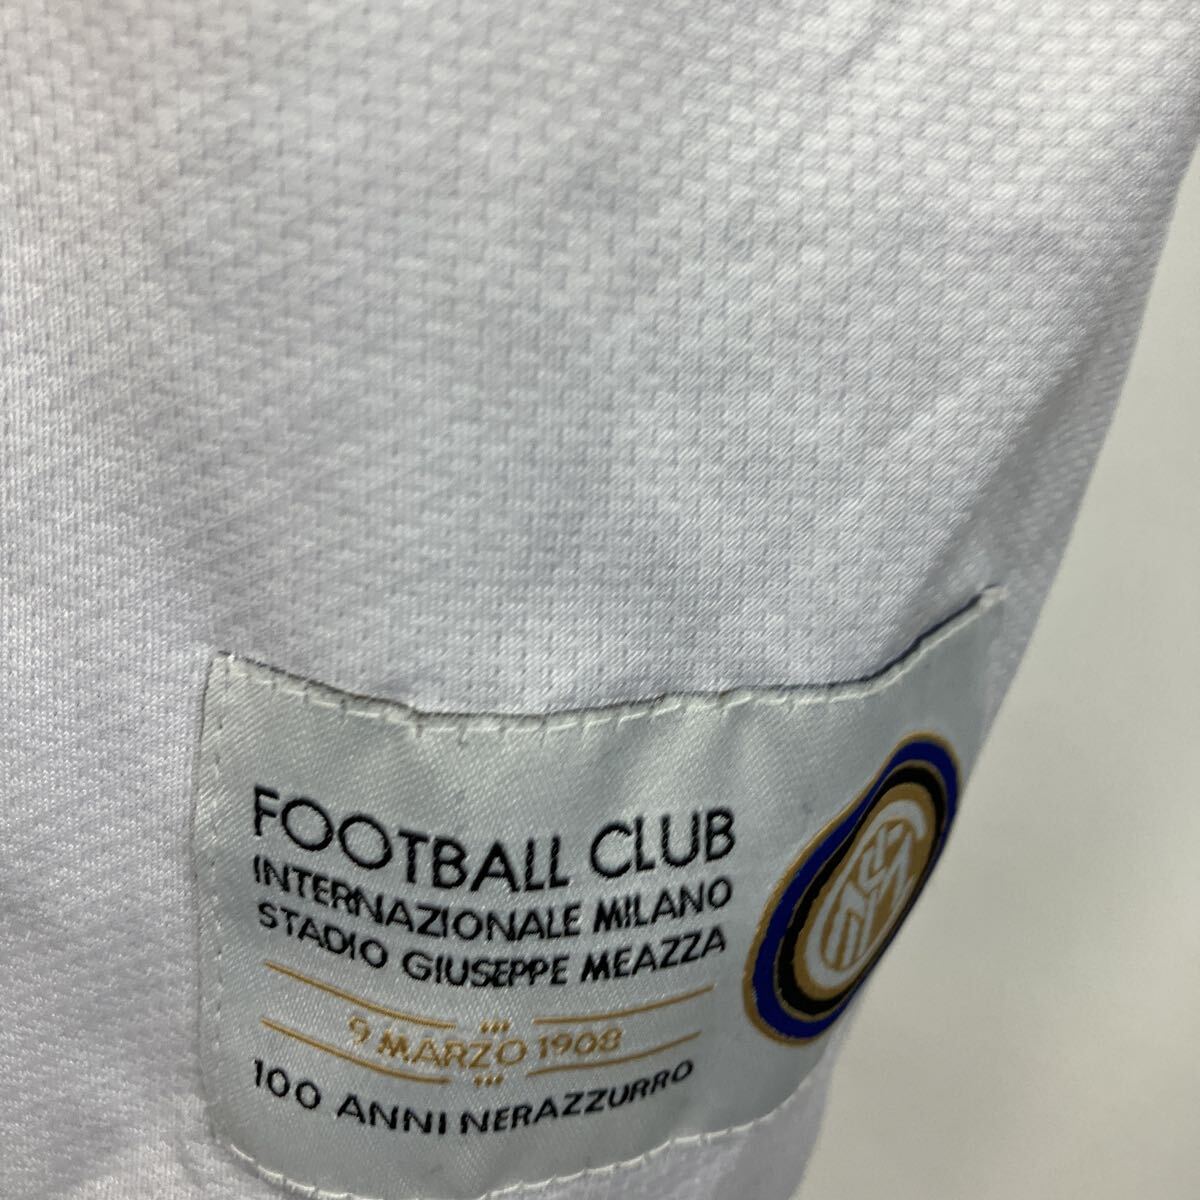 FOOTBALL CLUB
INTERNAZIONALE MILANO
STADIO GIUSEPPE MEAZZA
9 MARZO 1908
100 ANNI NERAZZURRO